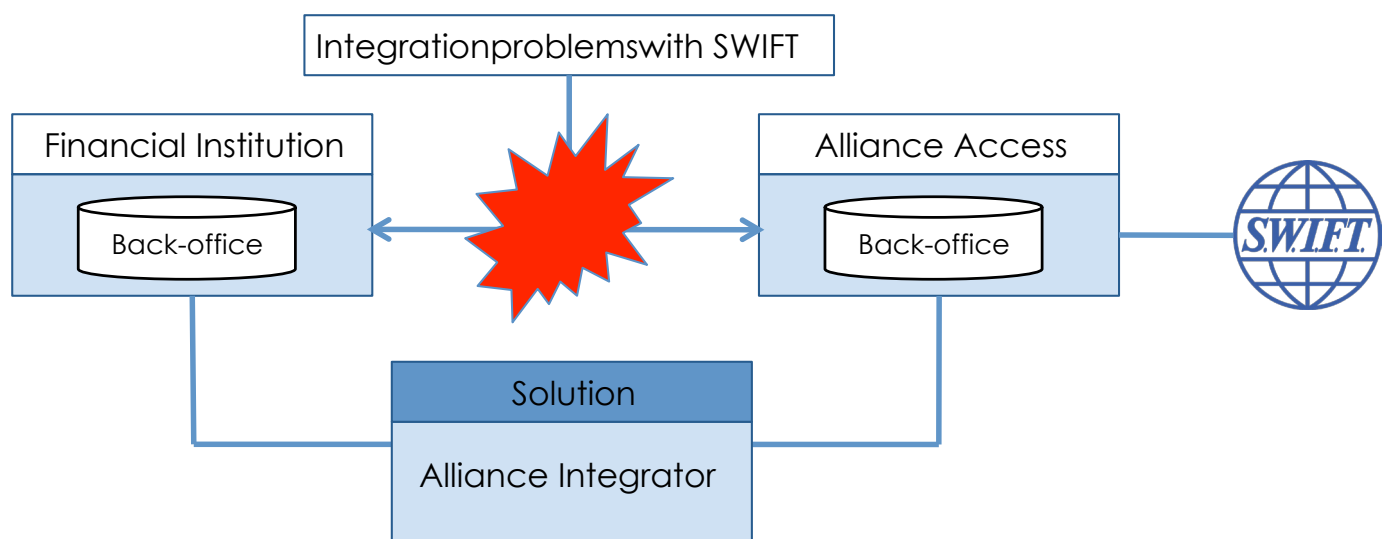 Integrationproblemswith SWIFT
Financial Institution
Alliance Access
Back-office
Back-office
S.W.I.F.T.
Solution
Alliance Integrator